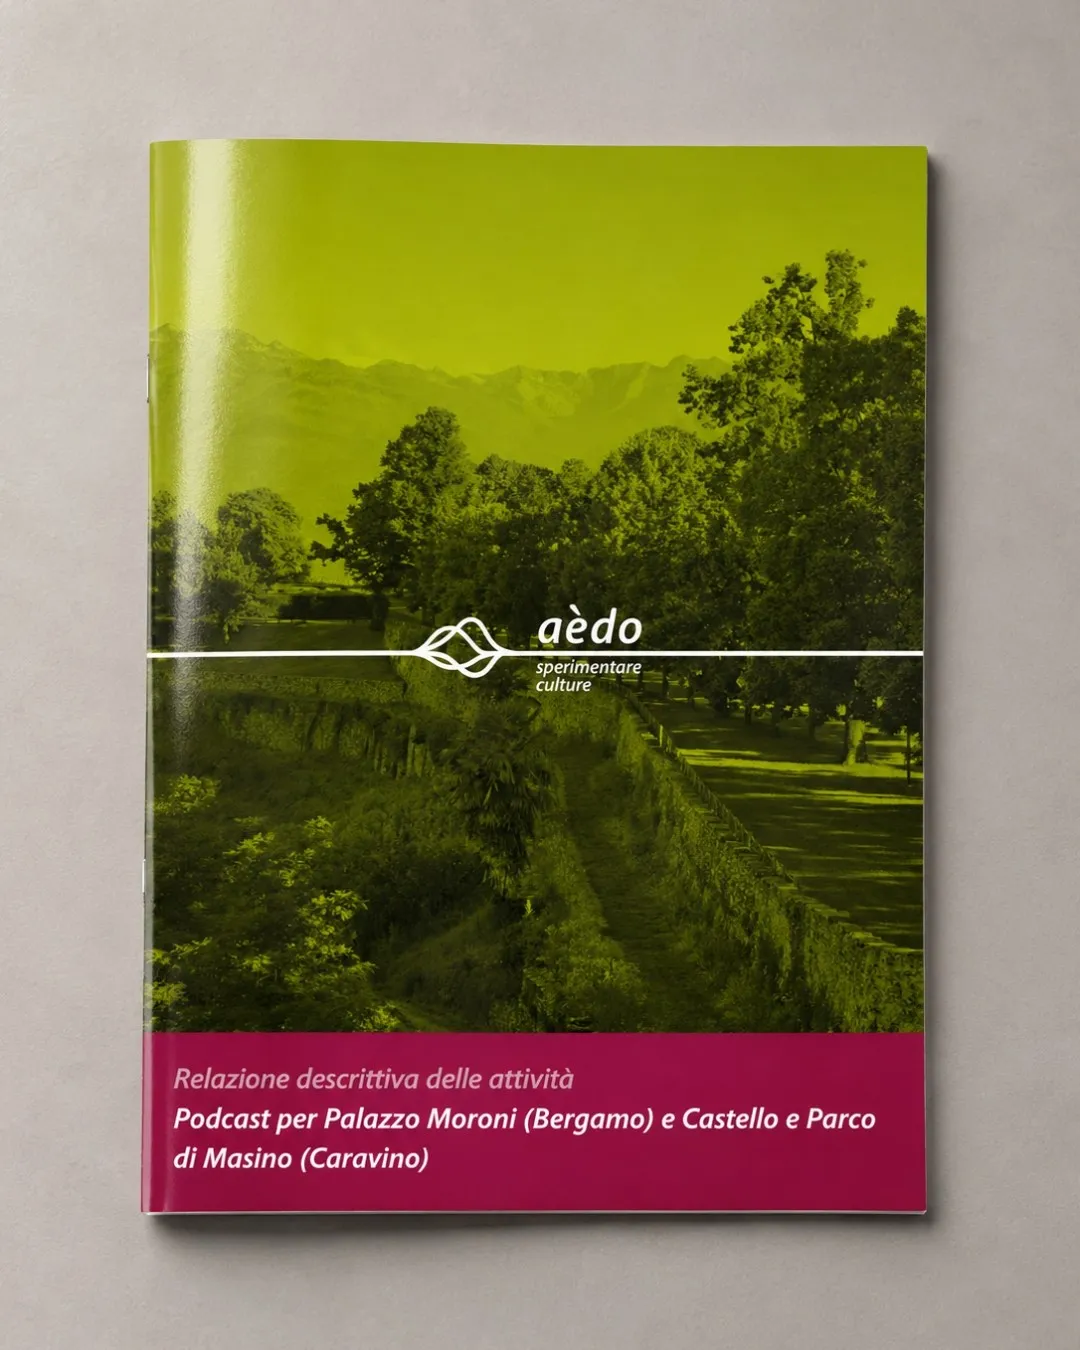 aèdo
sperimentare
culture
Relazione descrittiva delle attività
Podcast per Palazzo Moroni (Bergamo) e Castello e Parco
di Masino (Caravino)